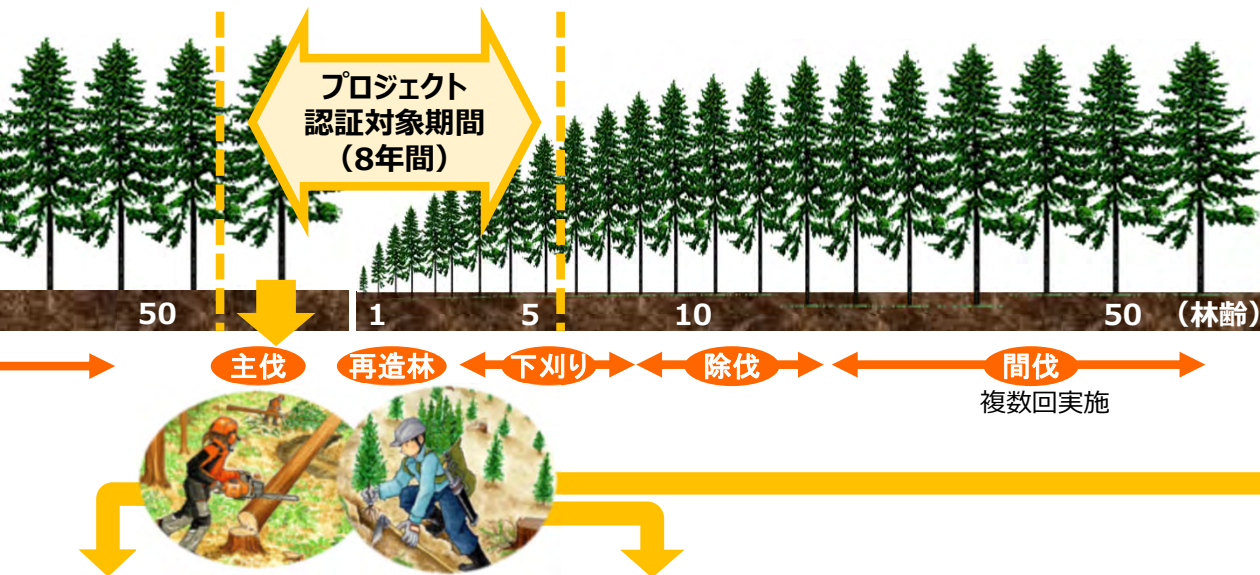 プロジェクト
認証対象期間
（8年間）
50
1
5
10
50
（林齢）
主伐
再造林
下刈り
除伐
間伐
複数回実施